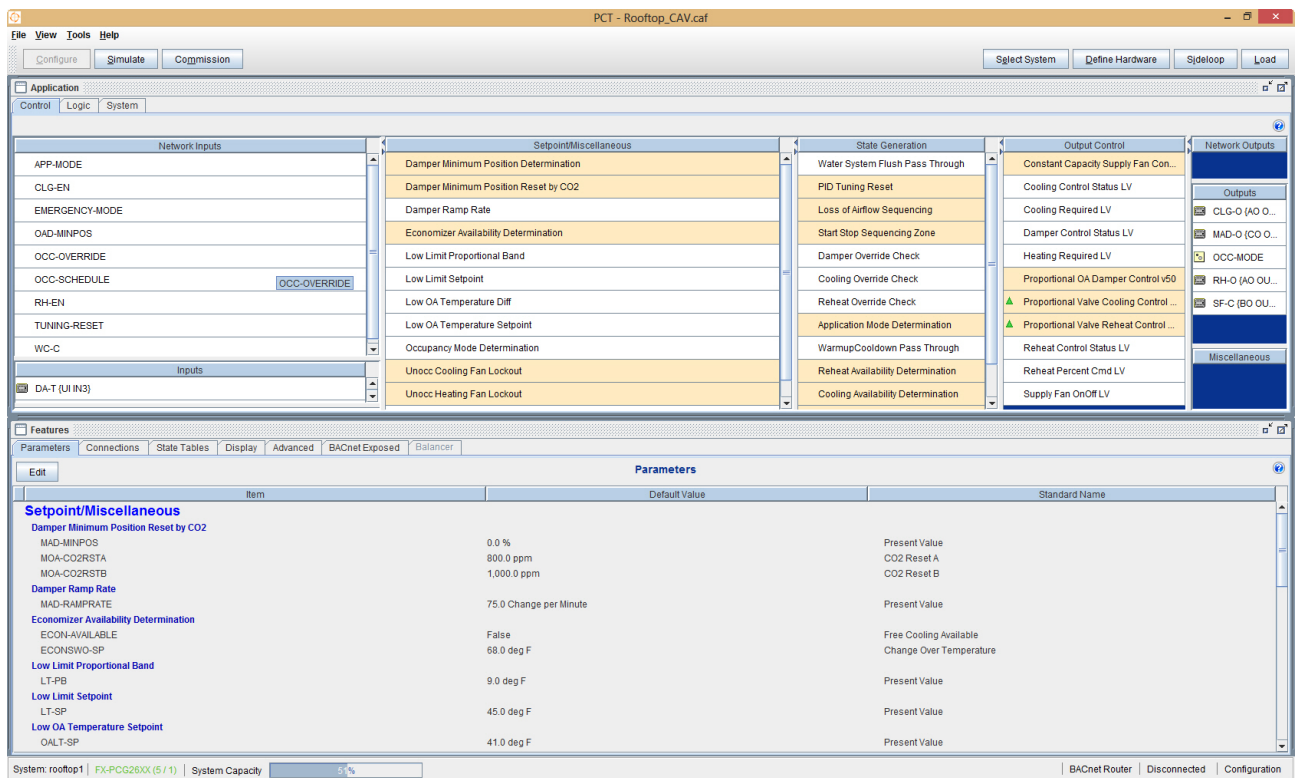 PCT - Rooftop_CAV.caf
File View Tools Help
Configure Simulate Commission Select System Define Hardware Sideloop Load
Application
Control Logic System
Network Inputs
APP-MODE
CLG-EN
EMERGENCY-MODE
OAD-MINPOS
OCC-OVERRIDE
OCC-SCHEDULE
OCC-OVERRIDE
RH-EN
TUNING-RESET
WC-C
Inputs
DA-T {UI IN3}
Setpoint/Miscellaneous
Damper Minimum Position Determination
Damper Minimum Position Reset by CO2
Damper Ramp Rate
Economizer Availability Determination
Low Limit Proportional Band
Low Limit Setpoint
Low OA Temperature Diff
Low OA Temperature Setpoint
Occupancy Mode Determination
Unocc Cooling Fan Lockout
Unocc Heating Fan Lockout
State Generation
Water System Flush Pass Through
PID Tuning Reset
Loss of Airflow Sequencing
Start Stop Sequencing Zone
Damper Override Check
Cooling Override Check
Reheat Override Check
Application Mode Determination
WarmupCooldown Pass Through
Reheat Availability Determination
Cooling Availability Determination
Output Control
Constant Capacity Supply Fan Con...
Cooling Control Status LV
Cooling Required LV
Damper Control Status LV
Heating Required LV
Proportional OA Damper Control v50
Proportional Valve Cooling Control ...
Proportional Valve Reheat Control ...
Reheat Control Status LV
Reheat Percent Cmd LV
Supply Fan OnOff LV
Network Outputs
Outputs
CLG-O {AO O...
MAD-O {CO O...
OCC-MODE
RH-O {AO OU...
SF-C {BO OU...
Miscellaneous
Features
Parameters Connections State Tables Display Advanced BACnet Exposed Balancer
Edit Parameters
Item Default Value Standard Name
Setpoint/Miscellaneous
Damper Minimum Position Reset by CO2
MAD-MINPOS 0.0 % Present Value
MOA-CO2RSTA 800.0 ppm CO2 Reset A
MOA-CO2RSTB 1,000.0 ppm CO2 Reset B
Damper Ramp Rate
MAD-RAMPRATE 75.0 Change per Minute Present Value
Economizer Availability Determination
ECON-AVAILABLE False Free Cooling Available
ECONSWO-SP 68.0 deg F Change Over Temperature
Low Limit Proportional Band
LT-PB 9.0 deg F Present Value
Low Limit Setpoint
LT-SP 45.0 deg F Present Value
Low OA Temperature Setpoint
OALT-SP 41.0 deg F Present Value
System: rooftop1 FX-PCG26XX (5 / 1) System Capacity BACnet Router Disconnected Configuration